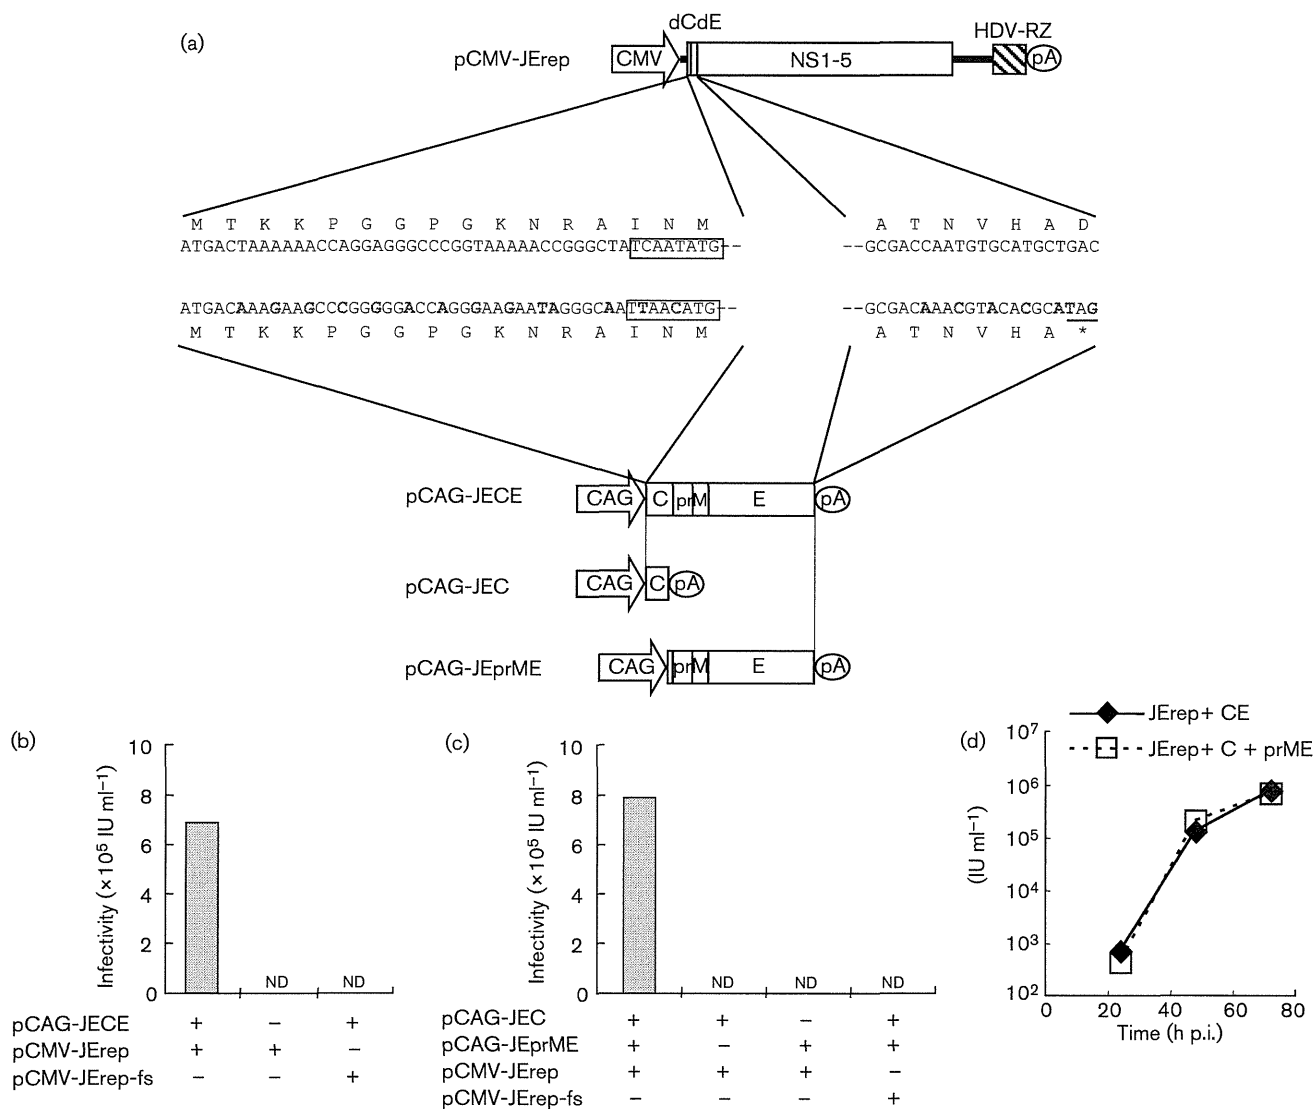 (a)
dCdE
HDV-RZ
pCMV-JErep CMV NS1-5 pA
M T K K P G G P G K N R A I N M A T N V H A D
ATGACTAAAAAACCAGGAGGGCCCGGTAAAAACCGGGCTATCAATATG-- --GCGACCAATGTGCATGCTGAC
ATGACAAAGAAGCCCGGGGGACCAGGGAAGAATAGGGCAATTAACATG-- --GCGACAAACGTACACGCATAG
M T K K P G G P G K N R A I N M A T N V H A *
pCAG-JECE CAG C prM E pA
pCAG-JEC CAG C pA
pCAG-JEprME CAG prM E pA
(b)
10
8
6
4
2
0
Infectivity (×10⁵ IU ml⁻¹)
ND ND
pCAG-JECE + − +
pCMV-JErep + + −
pCMV-JErep-fs − − +
(c)
10
8
6
4
2
0
Infectivity (×10⁵ IU ml⁻¹)
ND ND ND
pCAG-JEC + + − +
pCAG-JEprME + − + +
pCMV-JErep + + + −
pCMV-JErep-fs − − − +
(d)
JErep+ CE
JErep+ C + prME
10⁷
10⁶
10⁵
10⁴
10³
10²
(IU ml⁻¹)
0 20 40 60 80
Time (h p.i.)